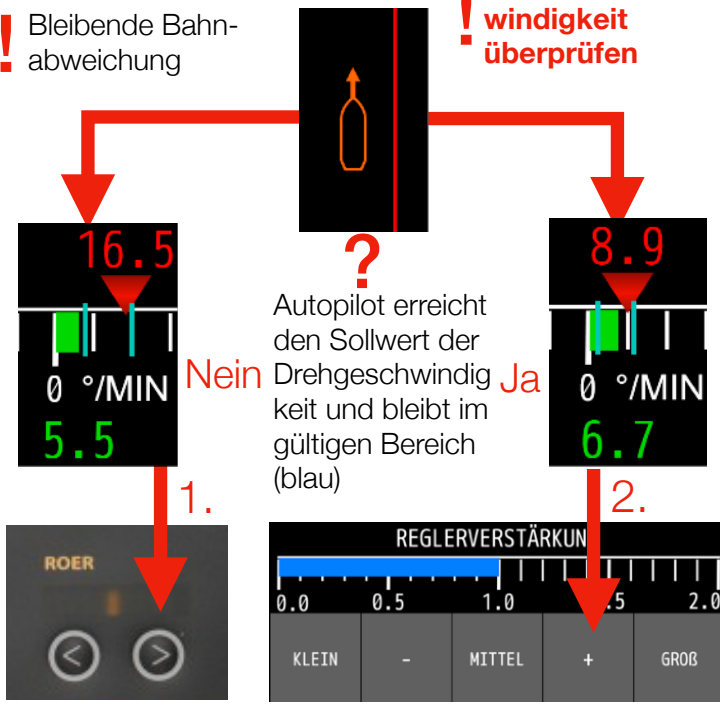 ! Bleibende Bahn-
abweichung
! windigkeit
überprüfen
16.5
0 °/MIN
5.5
?
Nein
Autopilot erreicht
den Sollwert der
Drehgeschwindig
keit und bleibt im
gültigen Bereich
(blau)
Ja
8.9
0 °/MIN
6.7
1.
2.
ROER
< >
REGLERVERSTÄRKUN
0.0 0.5 1.0 .5 2.0
KLEIN - MITTEL + GROß